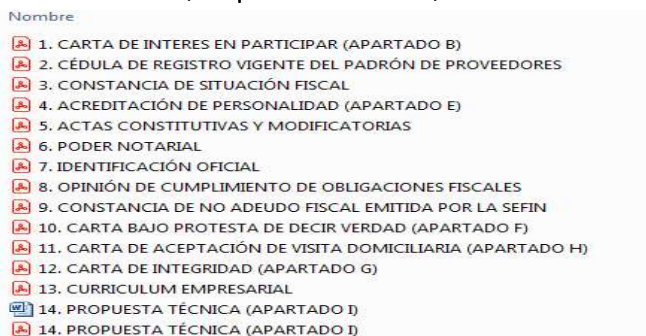 Nombre
1. CARTA DE INTERES EN PARTICIPAR (APARTADO B)
2. CÉDULA DE REGISTRO VIGENTE DEL PADRÓN DE PROVEEDORES
3. CONSTANCIA DE SITUACIÓN FISCAL
4. ACREDITACIÓN DE PERSONALIDAD (APARTADO E)
5. ACTAS CONSTITUTIVAS Y MODIFICATORIAS
6. PODER NOTARIAL
7. IDENTIFICACIÓN OFICIAL
8. OPINIÓN DE CUMPLIMIENTO DE OBLIGACIONES FISCALES
9. CONSTANCIA DE NO ADEUDO FISCAL EMITIDA POR LA SEFIN
10. CARTA BAJO PROTESTA DE DECIR VERDAD (APARTADO F)
11. CARTA DE ACEPTACIÓN DE VISITA DOMICILIARIA (APARTADO H)
12. CARTA DE INTEGRIDAD (APARTADO G)
13. CURRICULUM EMPRESARIAL
14. PROPUESTA TÉCNICA (APARTADO I)
14. PROPUESTA TÉCNICA (APARTADO I)